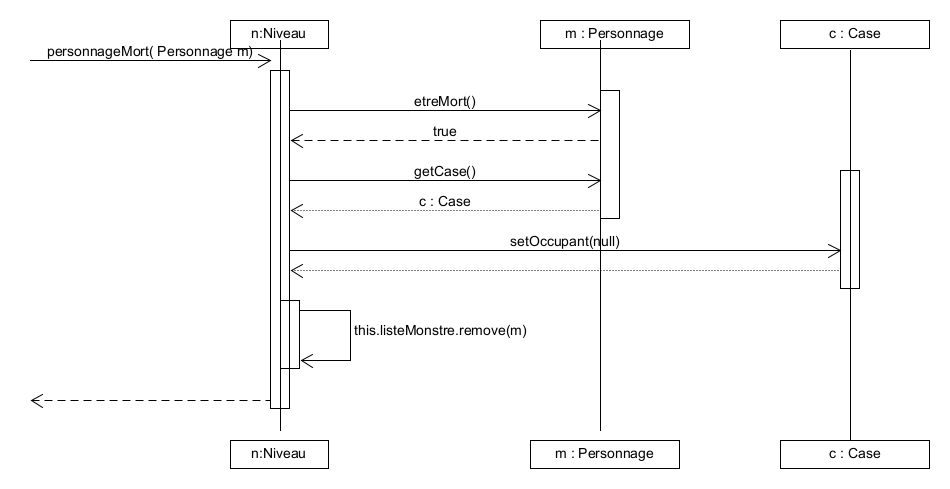 n:Niveau
m : Personnage
c : Case
personnageMort( Personnage m)
etreMort()
true
getCase()
c : Case
setOccupant(null)
this.listeMonstre.remove(m)
n:Niveau
m : Personnage
c : Case